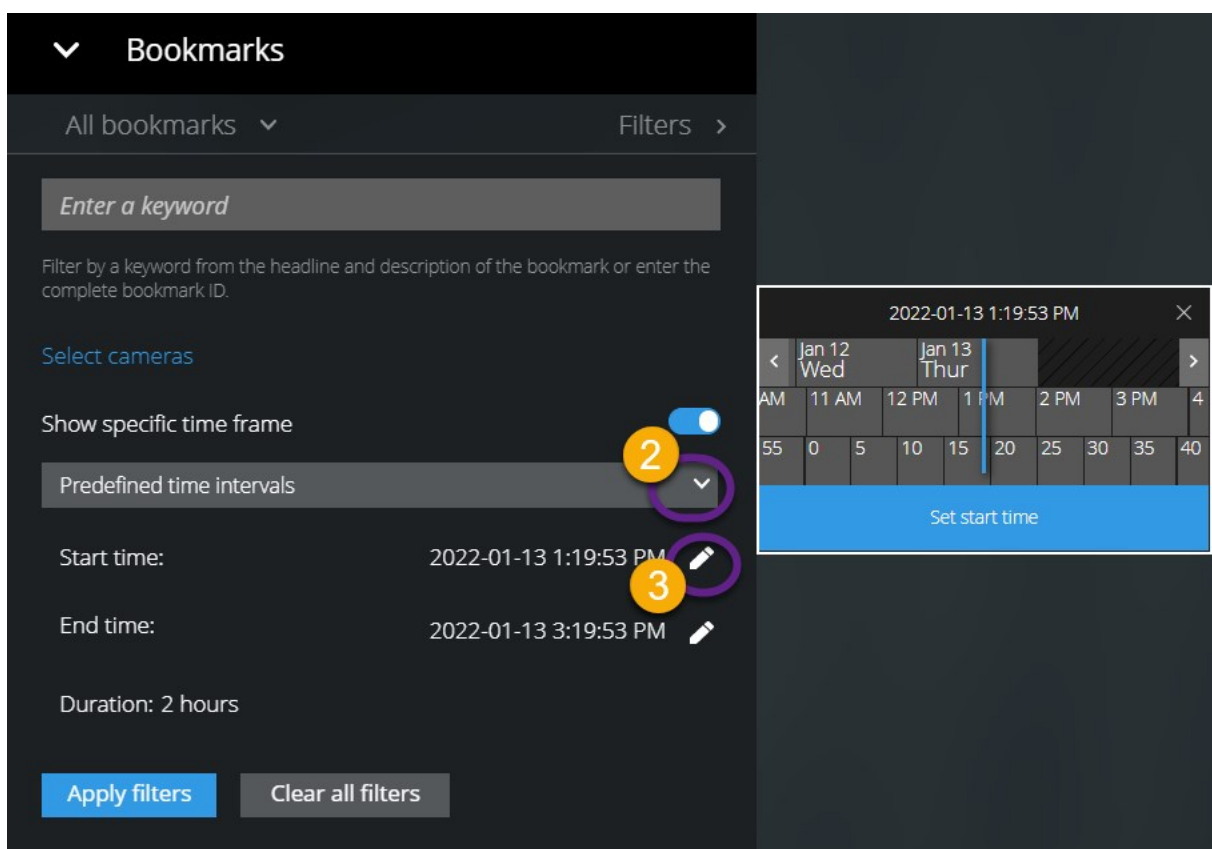 Bookmarks
All bookmarks
Filters
Enter a keyword
Filter by a keyword from the headline and description of the bookmark or enter the
complete bookmark ID.
Select cameras
Show specific time frame
2
Predefined time intervals
Start time: 2022-01-13 1:19:53 PM
3
End time: 2022-01-13 3:19:53 PM
Duration: 2 hours
Apply filters Clear all filters
2022-01-13 1:19:53 PM
Jan 12 Jan 13
Wed Thur
AM 11 AM 12 PM 1 PM 2 PM 3 PM 4
55 0 5 10 15 20 25 30 35 40
Set start time